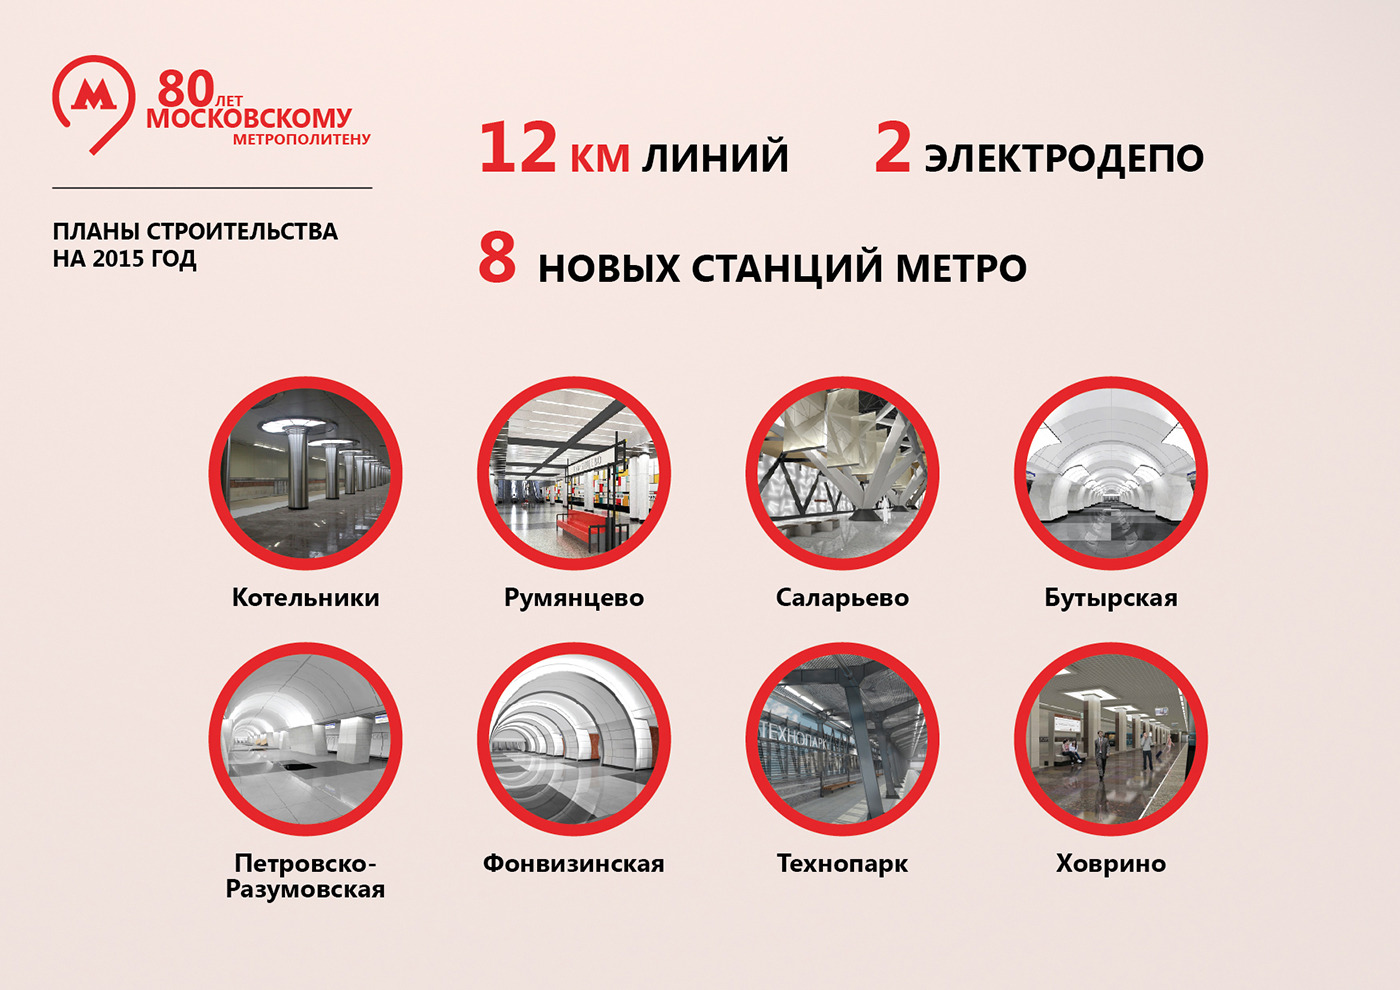 М
80 ЛЕТ
МОСКОВСКОМУ
МЕТРОПОЛИТЕНУ
ПЛАНЫ СТРОИТЕЛЬСТВА
НА 2015 ГОД
12 КМ ЛИНИЙ
2 ЭЛЕКТРОДЕПО
8 НОВЫХ СТАНЦИЙ МЕТРО
Котельники
Румянцево
Саларьево
Бутырская
ТЕХНОПАРК
Петровско-
Разумовская
Фонвизинская
Технопарк
Ховрино